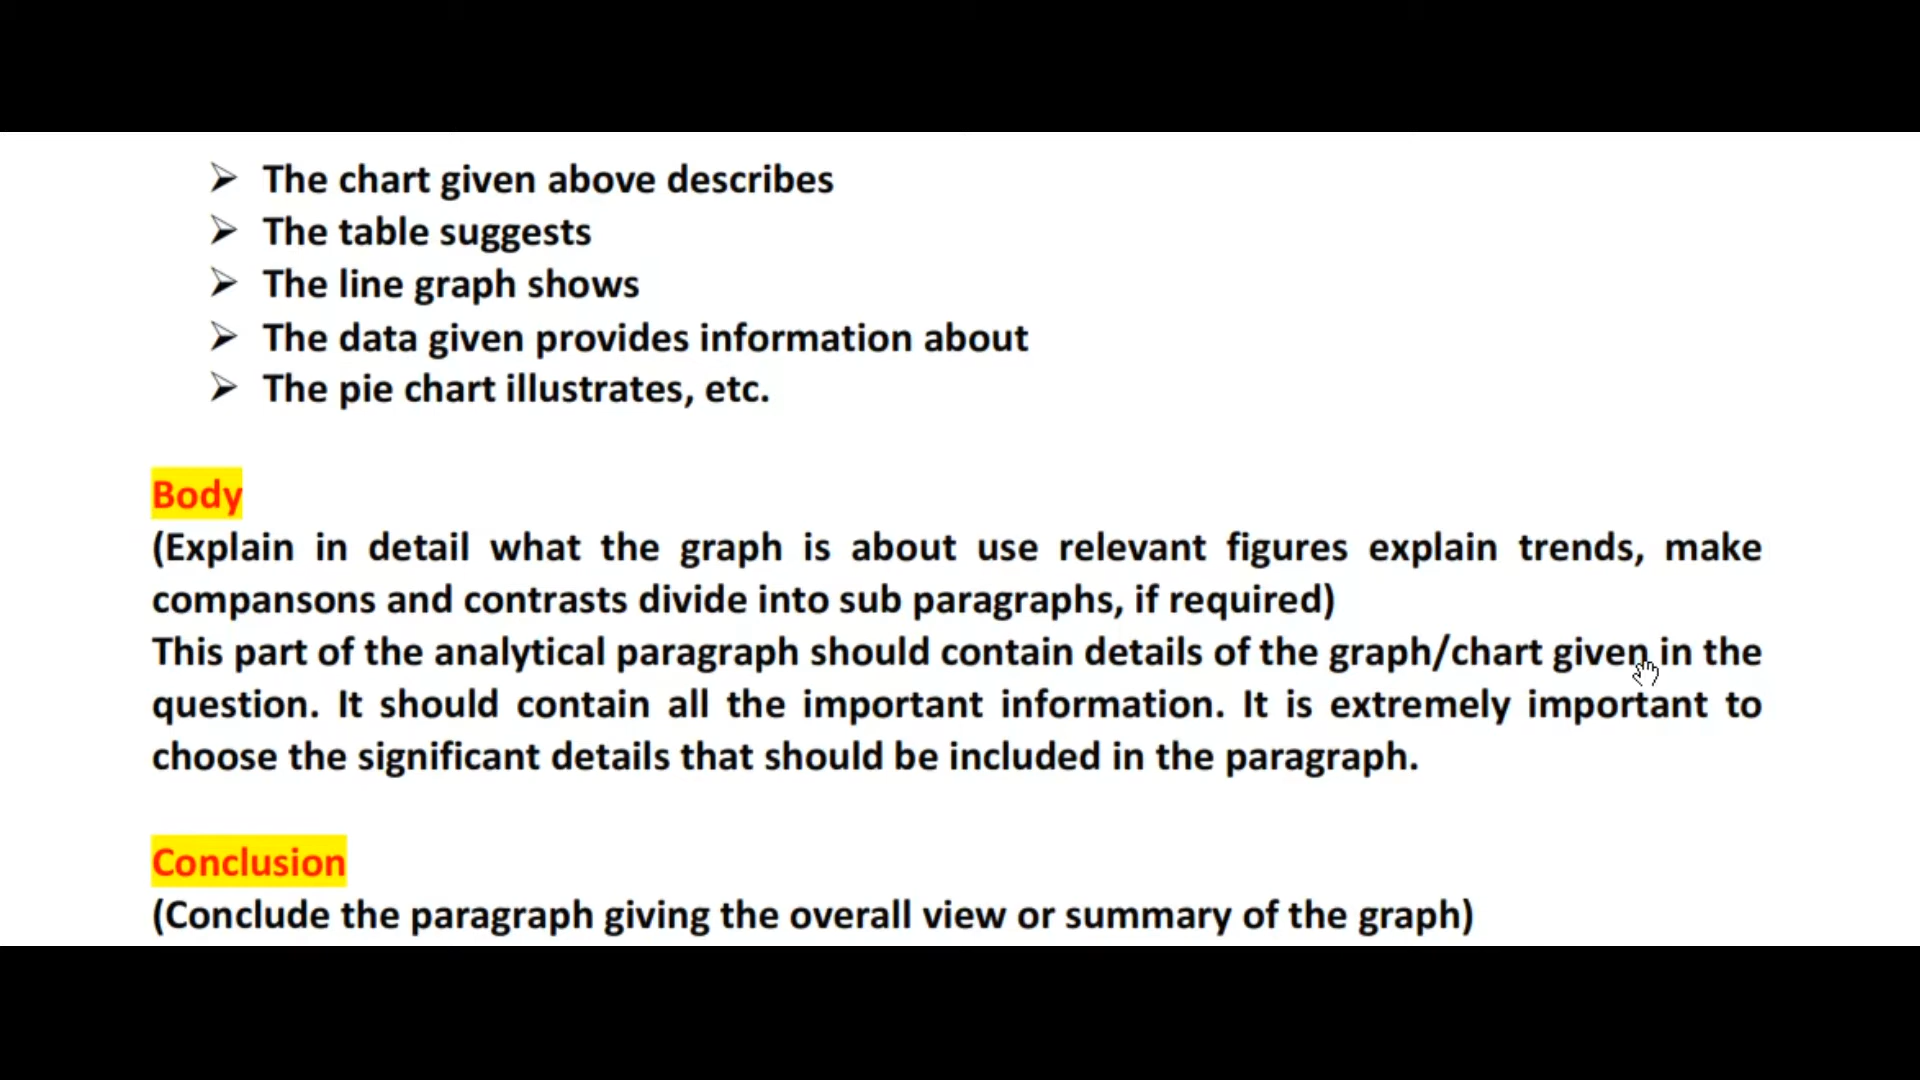 ➢ The chart given above describes
➢ The table suggests
➢ The line graph shows
➢ The data given provides information about
➢ The pie chart illustrates, etc.
Body
(Explain in detail what the graph is about use relevant figures explain trends, make
compansons and contrasts divide into sub paragraphs, if required)
This part of the analytical paragraph should contain details of the graph/chart given in the
question. It should contain all the important information. It is extremely important to
choose the significant details that should be included in the paragraph.
Conclusion
(Conclude the paragraph giving the overall view or summary of the graph)